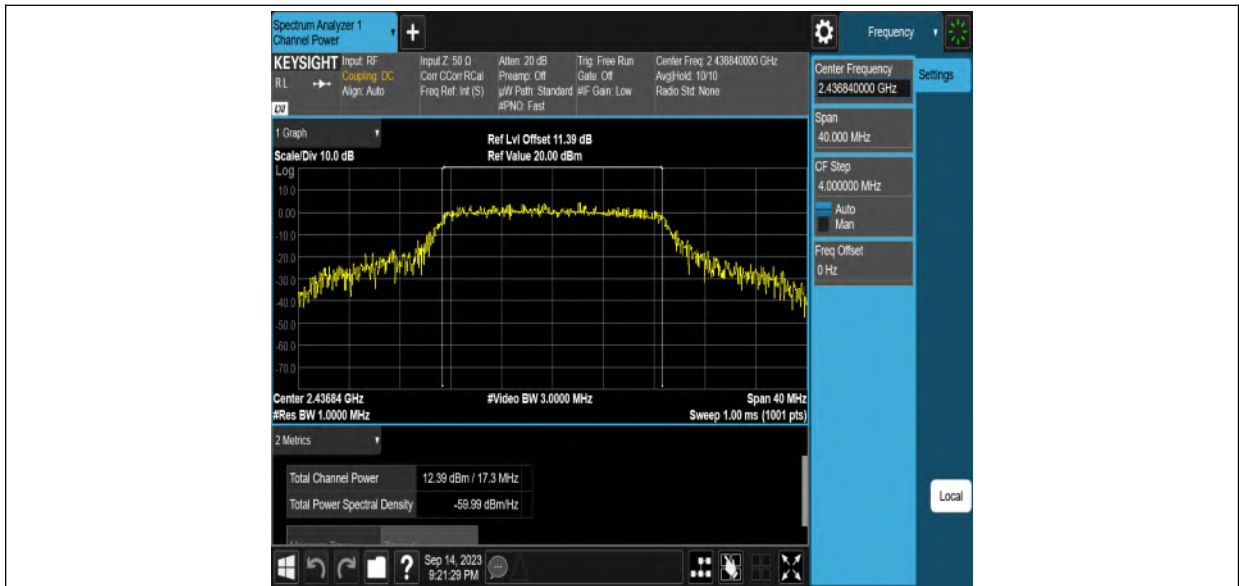 Spectrum Analyzer 1
Channel Power
+
Frequency
KEYSIGHT
R L
LXI
Input: RF
Coupling: DC
Align: Auto
Input Z: 50 Ω
Corr CCorr RCal
Freq Ref: Int (S)
Atten: 20 dB
Preamp: Off
µW Path: Standard
#PNO: Fast
Trig: Free Run
Gate: Off
#IF Gain: Low
Center Freq: 2.436840000 GHz
Avg|Hold: 10/10
Radio Std: None
Center Frequency
2.436840000 GHz
Settings
Span
40.000 MHz
CF Step
4.000000 MHz
Auto
Man
Freq Offset
0 Hz
1 Graph
Scale/Div 10.0 dB
Ref Lvl Offset 11.39 dB
Ref Value 20.00 dBm
Log
10.0
0.00
-10.0
-20.0
-30.0
-40.0
-50.0
-60.0
-70.0
Center 2.43684 GHz
#Video BW 3.0000 MHz
Span 40 MHz
#Res BW 1.0000 MHz
Sweep 1.00 ms (1001 pts)
2 Metrics
Total Channel Power 12.39 dBm / 17.3 MHz
Total Power Spectral Density -59.99 dBm/Hz
Local
?
Sep 14, 2023
9:21:29 PM